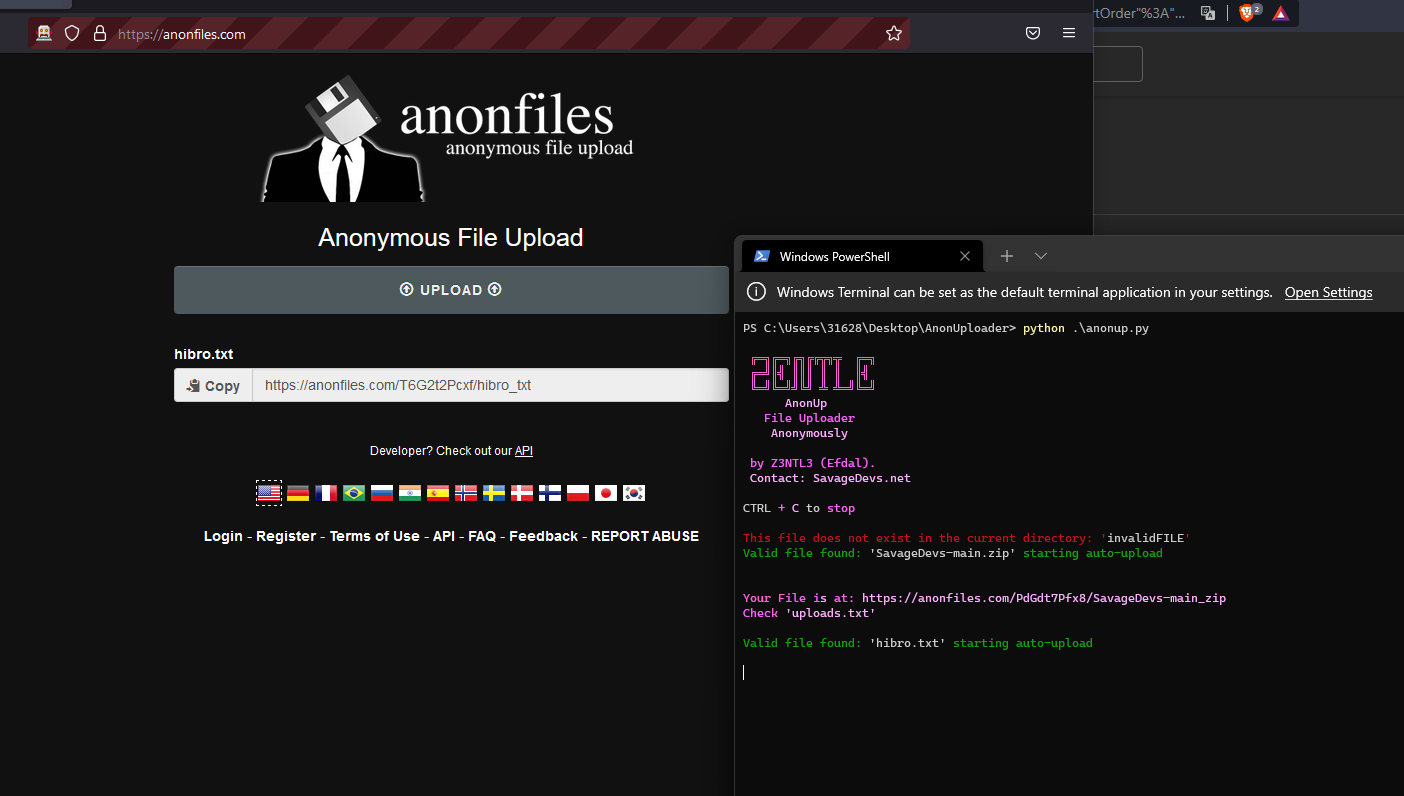 https://anonfiles.com
tOrder"%3A"...
2
anonfiles
anonymous file upload
Anonymous File Upload
UPLOAD
hibro.txt
Copy
https://anonfiles.com/T6G2t2Pcxf/hibro_txt
Developer? Check out our API
Login - Register - Terms of Use - API - FAQ - Feedback - REPORT ABUSE
Windows PowerShell
Windows Terminal can be set as the default terminal application in your settings. Open Settings
PS C:\Users\31628\Desktop\AnonUploader> python .\anonup.py
ZENTLE
AnonUp
File Uploader
Anonymously
by Z3NTL3 (Efdal).
Contact: SavageDevs.net
CTRL + C to stop
This file does not exist in the current directory: 'invalidFILE'
Valid file found: 'SavageDevs-main.zip' starting auto-upload
Your File is at: https://anonfiles.com/PdGdt7Pfx8/SavageDevs-main_zip
Check 'uploads.txt'
Valid file found: 'hibro.txt' starting auto-upload